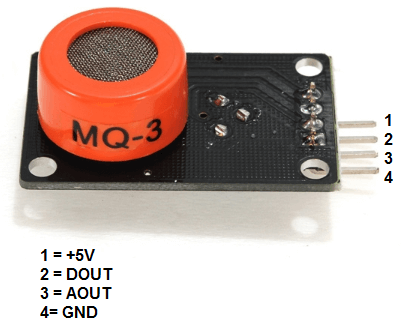 MQ-3
1
2
3
4
1 = +5V
2 = DOUT
3 = AOUT
4= GND